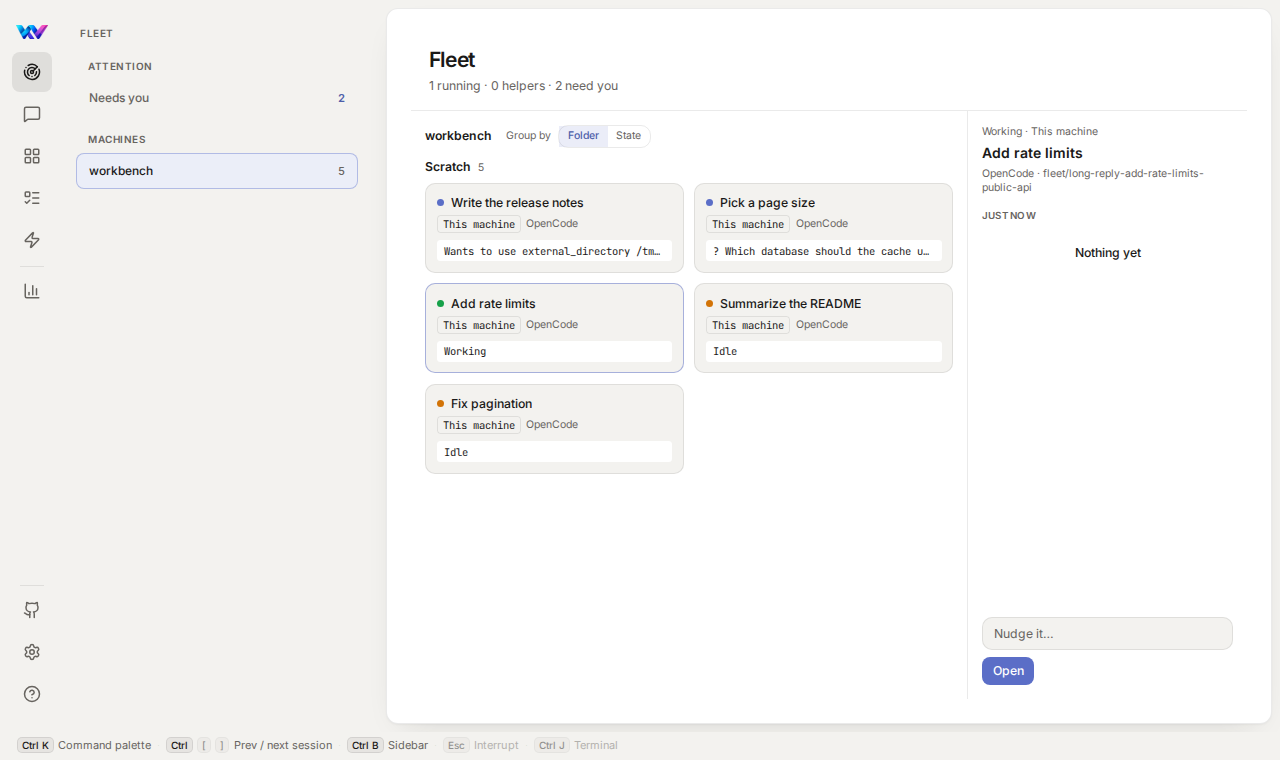 FLEET
ATTENTION
Needs you 2
MACHINES
workbench 5
Fleet
1 running · 0 helpers · 2 need you
workbench Group by Folder State
Scratch 5
Write the release notes
This machine OpenCode
Wants to use external_directory /tm…
Pick a page size
This machine OpenCode
? Which database should the cache u…
Add rate limits
This machine OpenCode
Working
Summarize the README
This machine OpenCode
Idle
Fix pagination
This machine OpenCode
Idle
Working · This machine
Add rate limits
OpenCode · fleet/long-reply-add-rate-limits-
public-api
JUST NOW
Nothing yet
Nudge it...
Open
Ctrl K Command palette Ctrl [ ] Prev / next session Ctrl B Sidebar Esc Interrupt Ctrl J Terminal